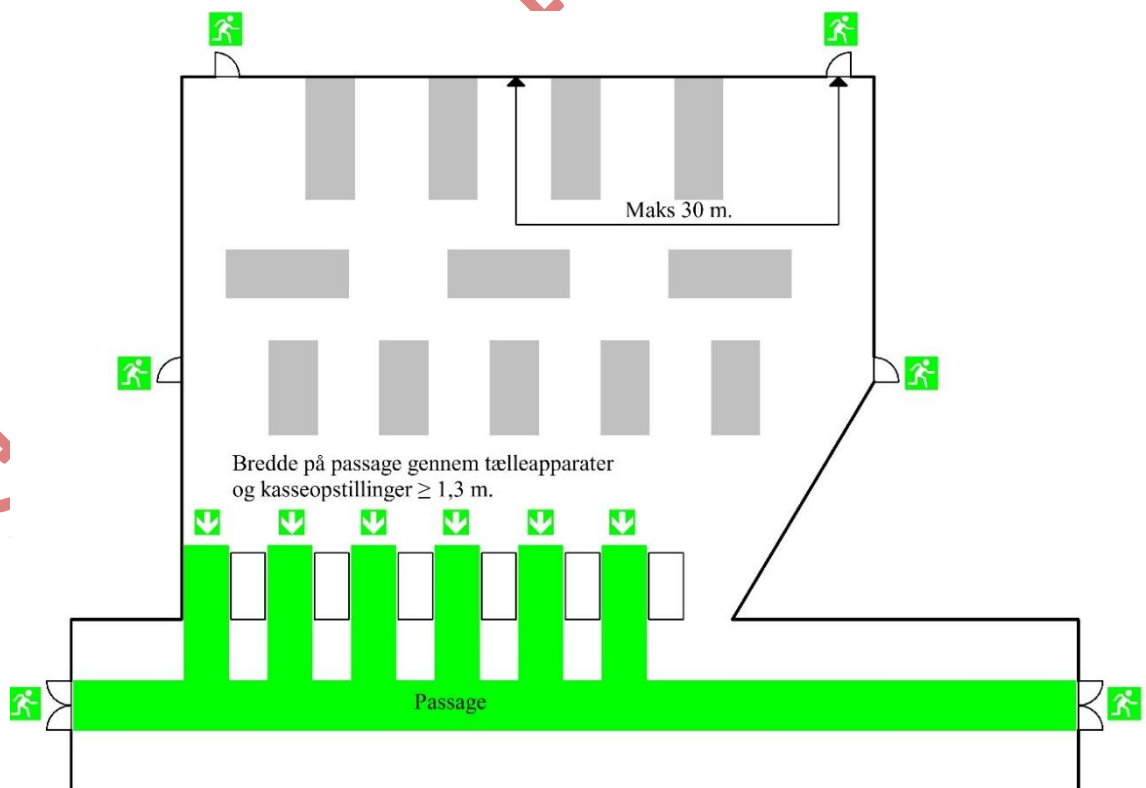 Maks 30 m.
Bredde på passage gennem tælleapparater
og kasseopstillinger ≥ 1,3 m.
Passage